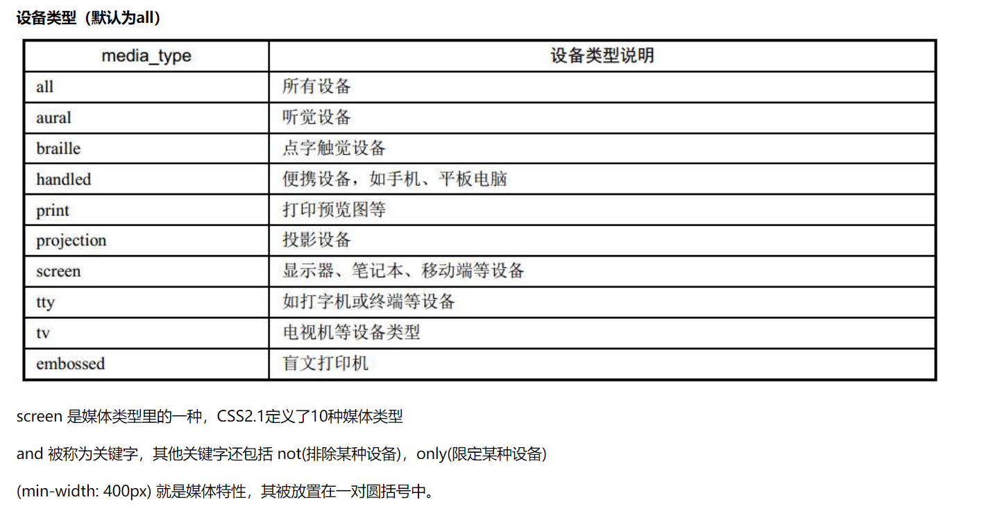 设备类型（默认为all）
media_type 设备类型说明
all 所有设备
aural 听觉设备
braille 点字触觉设备
handled 便携设备，如手机、平板电脑
print 打印预览图等
projection 投影设备
screen 显示器、笔记本、移动端等设备
tty 如打字机或终端等设备
tv 电视机等设备类型
embossed 盲文打印机
screen 是媒体类型里的一种，CSS2.1定义了10种媒体类型
and 被称为关键字，其他关键字还包括 not(排除某种设备)，only(限定某种设备)
(min-width: 400px) 就是媒体特性，其被放置在一对圆括号中。